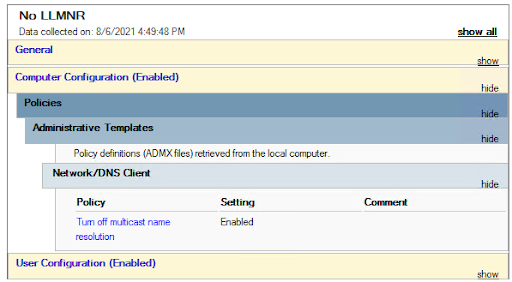 No LLMNR
Data collected on: 8/6/2021 4:49:48 PM show all
General
show
Computer Configuration (Enabled)
hide
Policies
hide
Administrative Templates
hide
Policy definitions (ADMX files) retrieved from the local computer.
Network/DNS Client
hide
Policy Setting Comment
Turn off multicast name Enabled
resolution
User Configuration (Enabled)
show